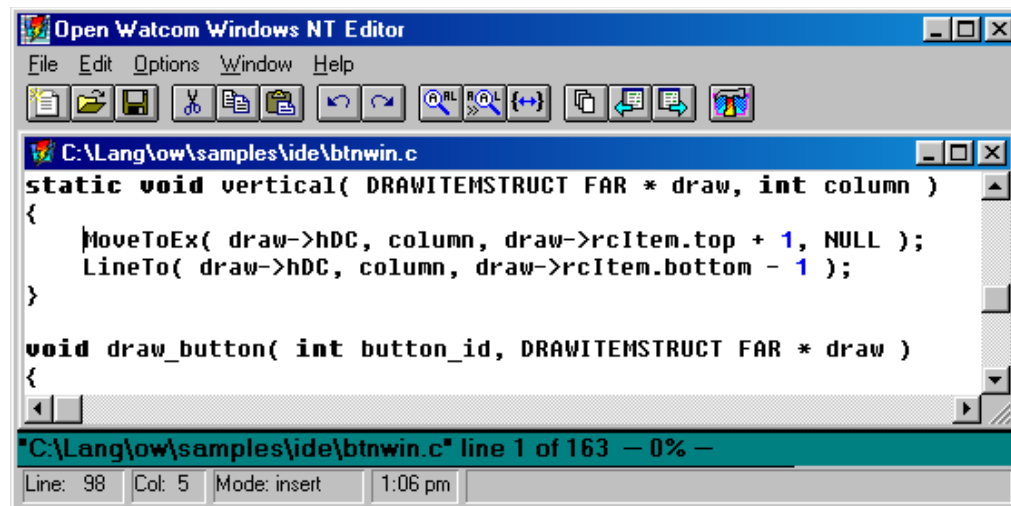 Open Watcom Windows NT Editor
File Edit Options Window Help
C:\Lang\ow\samples\ide\btnwin.c
static void vertical( DRAWITEMSTRUCT FAR * draw, int column )
{
    MoveToEx( draw->hDC, column, draw->rcItem.top + 1, NULL );
    LineTo( draw->hDC, column, draw->rcItem.bottom - 1 );
}

void draw_button( int button_id, DRAWITEMSTRUCT FAR * draw )
{
"C:\Lang\ow\samples\ide\btnwin.c" line 1 of 163 — 0% —
Line: 98 Col: 5 Mode: insert 1:06 pm